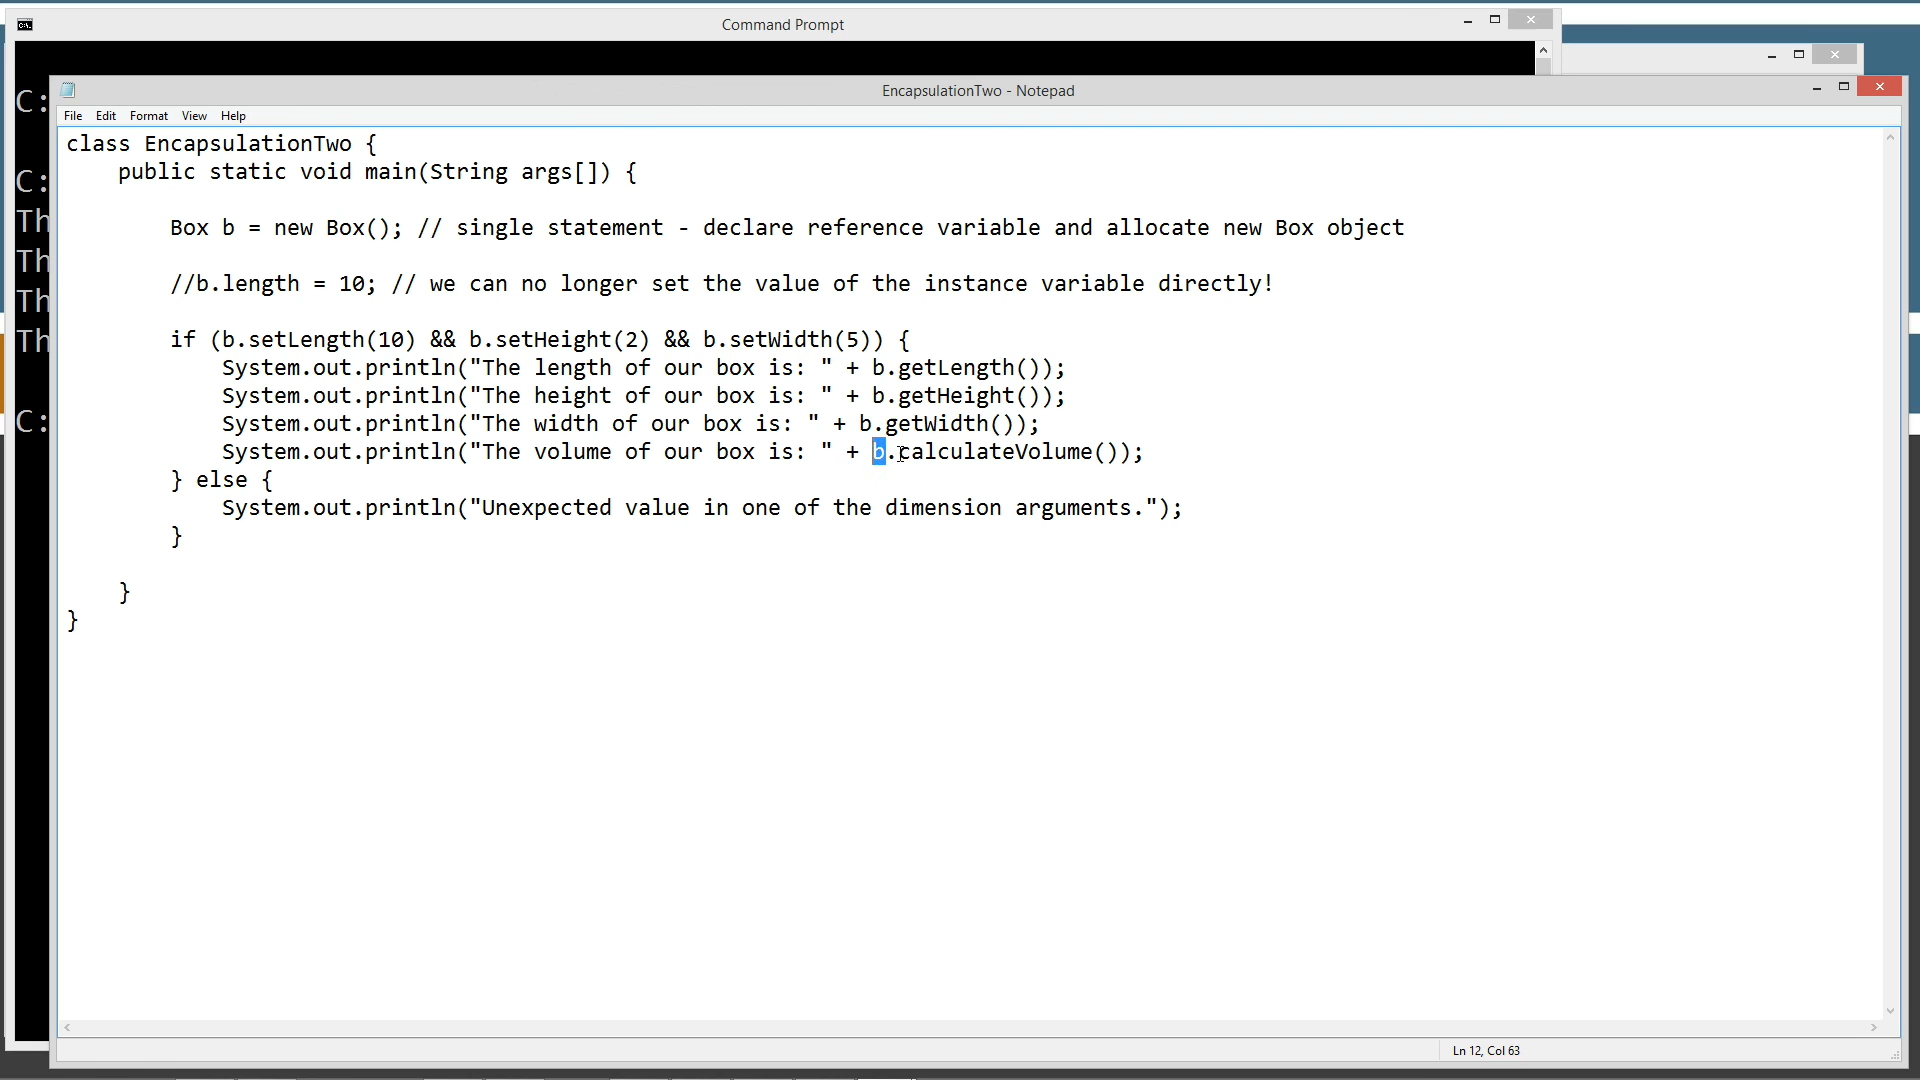 Command Prompt
EncapsulationTwo - Notepad
File Edit Format View Help
C:
C:
Th
Th
Th
Th
C:
class EncapsulationTwo {
public static void main(String args[]) {
Box b = new Box(); // single statement - declare reference variable and allocate new Box object
//b.length = 10; // we can no longer set the value of the instance variable directly!
if (b.setLength(10) && b.setHeight(2) && b.setWidth(5)) {
System.out.println("The length of our box is: " + b.getLength());
System.out.println("The height of our box is: " + b.getHeight());
System.out.println("The width of our box is: " + b.getWidth());
System.out.println("The volume of our box is: " + b.calculateVolume());
} else {
System.out.println("Unexpected value in one of the dimension arguments.");
}
}
}
Ln 12, Col 63